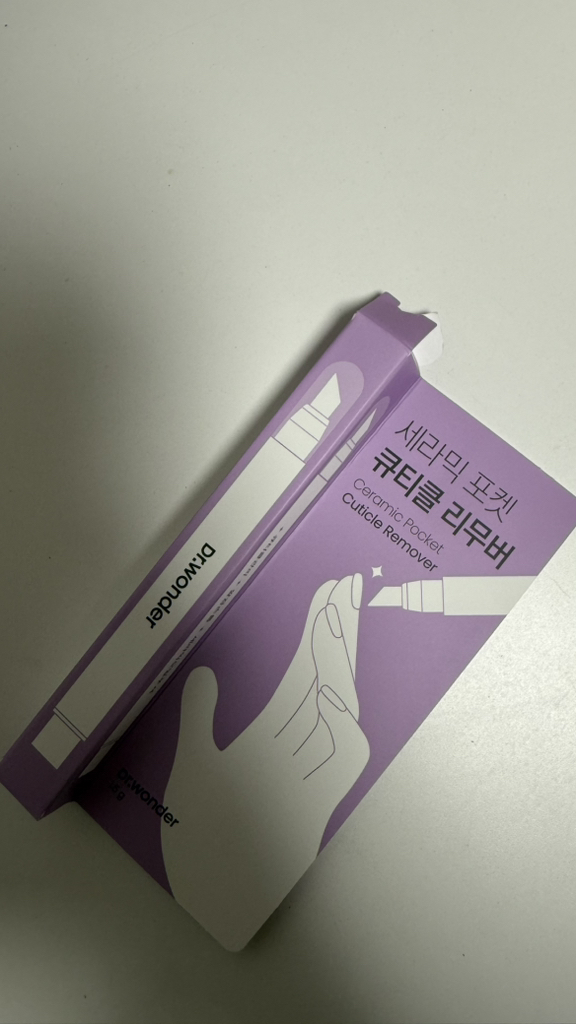 세라믹 포켓
큐티클 리무버
Ceramic Pocket
Cuticle Remover
Dr.wonder
Dr.wonder